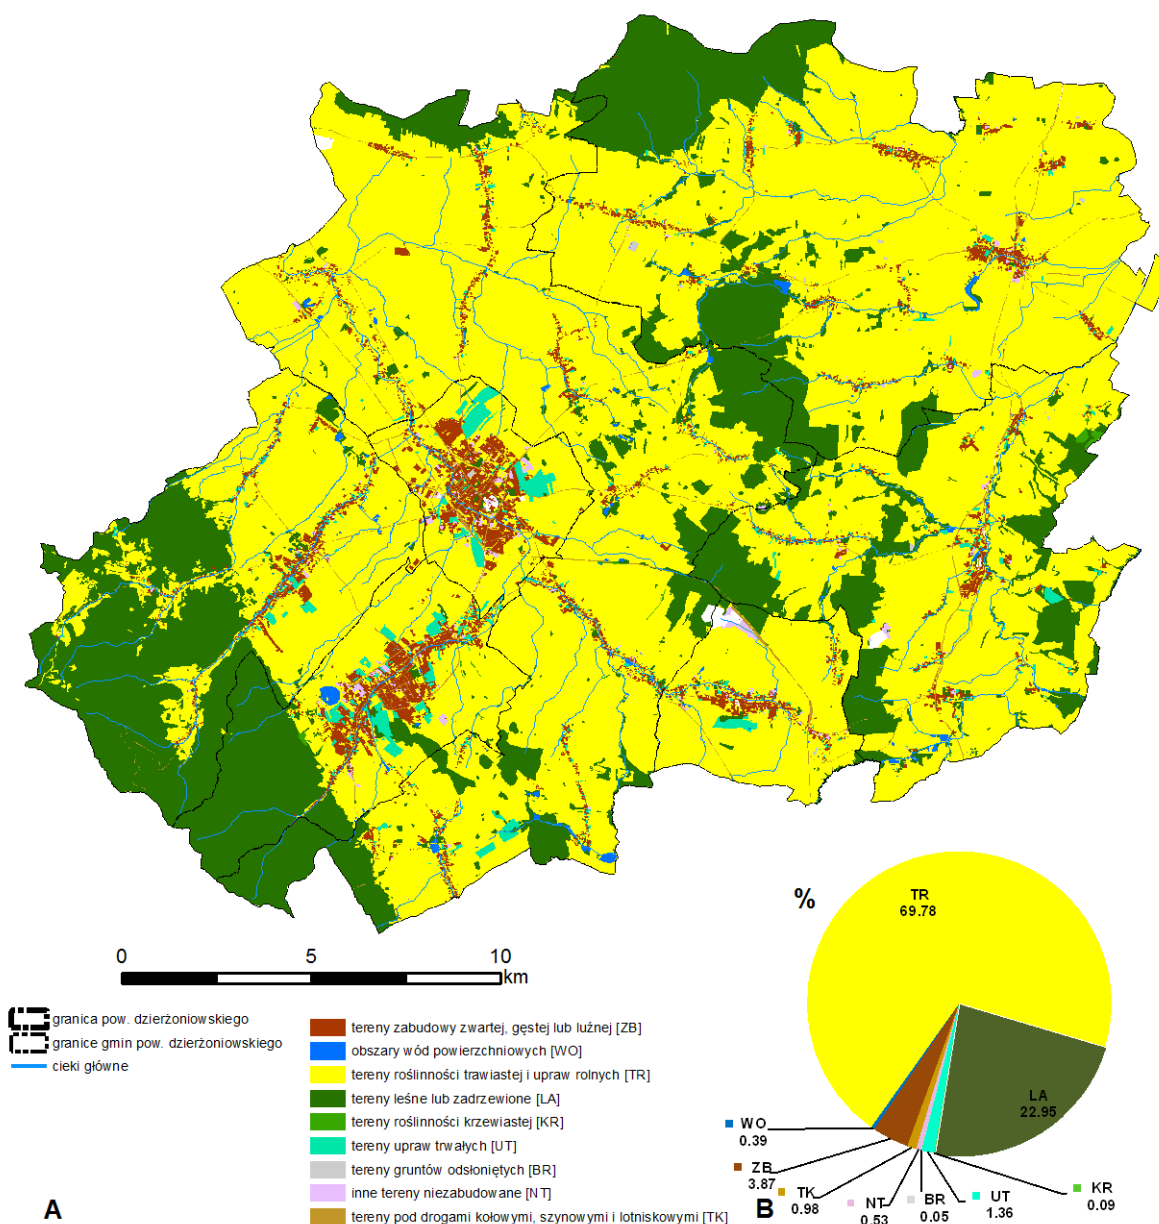 %
TR
69.78
LA
22.95
0 5 10
km
granica pow. dzierżoniowskiego
granice gmin pow. dzierżoniowskiego
cieki główne
tereny zabudowy zwartej, gęstej lub luźnej [ZB]
obszary wód powierzchniowych [WO]
tereny roślinności trawiastej i upraw rolnych [TR]
tereny leśne lub zadrzewione [LA]
tereny roślinności krzewiastej [KR]
tereny upraw trwałych [UT]
tereny gruntów odsłoniętych [BR]
inne tereny niezabudowane [NT]
tereny pod drogami kołowymi, szynowymi i lotniskowymi [TK]
WO
0.39
ZB
3.87
TK
0.98
NT
0.53
BR
0.05
UT
1.36
KR
0.09
A
B